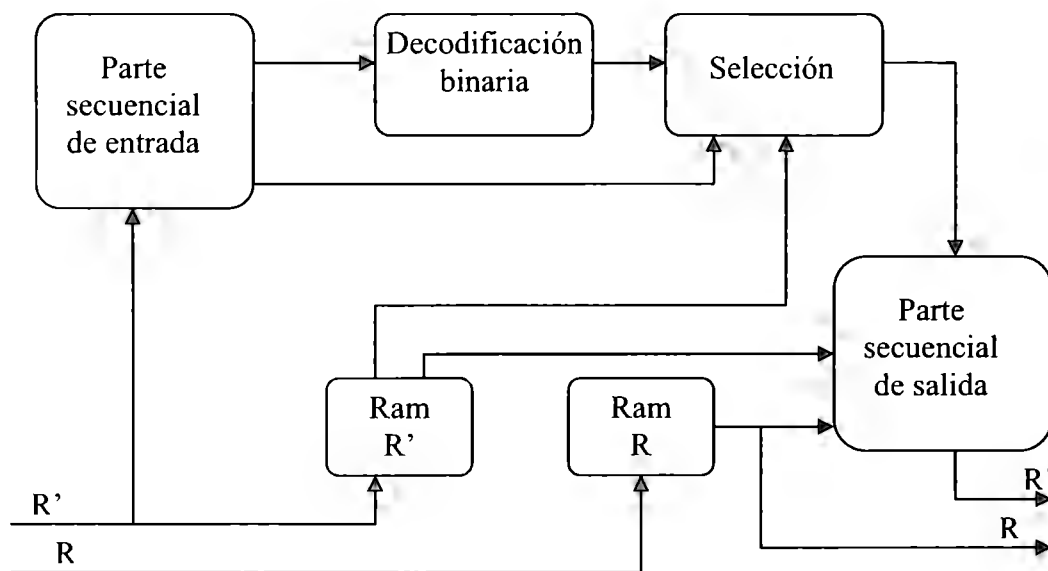 Parte
secuencial
de entrada
Decodificación
binaria
Selección
Parte
secuencial
de salida
Ram
R'
Ram
R
R'
R
R'
R